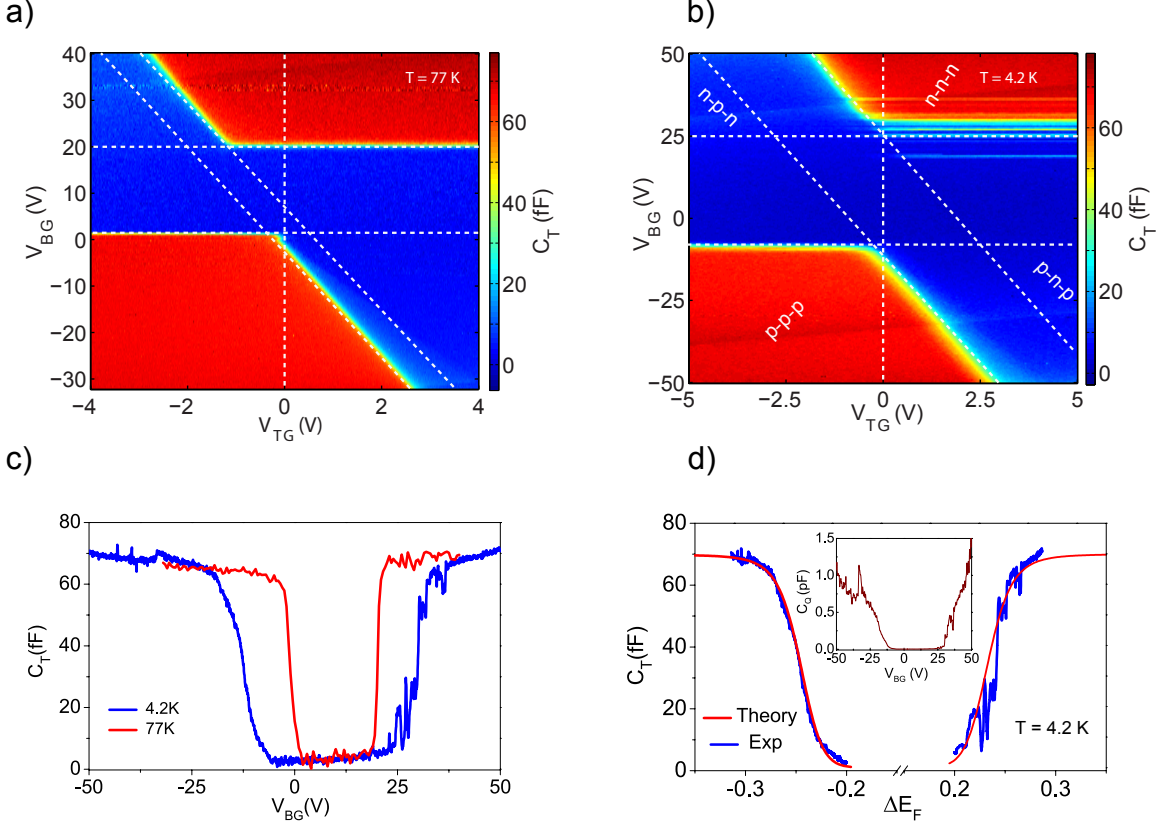 a)
T = 77 K
40
30
20
10
0
−10
−20
−30
V_BG (V)
−4
−2
0
2
4
V_TG (V)
60
40
20
0
C_T (fF)
b)
T = 4.2 K
n-n-n
n-p-n
p-n-p
p-p-p
50
25
0
−25
−50
V_BG (V)
−5
−2.5
0
2.5
5
V_TG (V)
60
40
20
0
C_T (fF)
c)
80
60
40
20
0
C_T(fF)
4.2K
77K
-50
-25
0
25
50
V_BG(V)
d)
80
60
40
20
0
C_T(fF)
1.5
1.0
0.5
0.0
C_Q (pF)
-50
-25
0
25
50
V_BG (V)
Theory
Exp
T = 4.2 K
-0.3
-0.2
0.2
0.3
ΔE_F